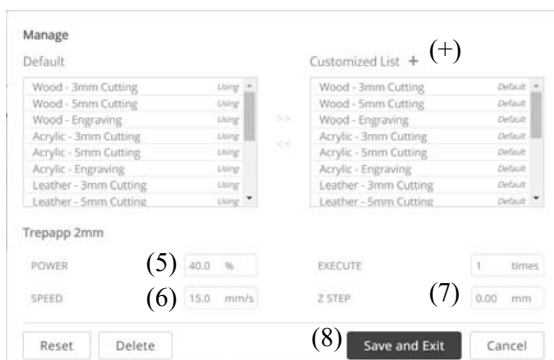 Manage
Default
Customized List + (+)
Wood - 3mm Cutting Using
Wood - 5mm Cutting Using
Wood - Engraving Using
Acrylic - 3mm Cutting Using
Acrylic - 5mm Cutting Using
Acrylic - Engraving Using
Leather - 3mm Cutting Using
Leather - 5mm Cutting Using
>>
<<
Wood - 3mm Cutting Default
Wood - 5mm Cutting Default
Wood - Engraving Default
Acrylic - 3mm Cutting Default
Acrylic - 5mm Cutting Default
Acrylic - Engraving Default
Leather - 3mm Cutting Default
Leather - 5mm Cutting Default
Trepapp 2mm
POWER (5) 40.0 %
EXECUTE 1 times
SPEED (6) 15.0 mm/s
Z STEP (7) 0.00 mm
Reset Delete (8) Save and Exit Cancel